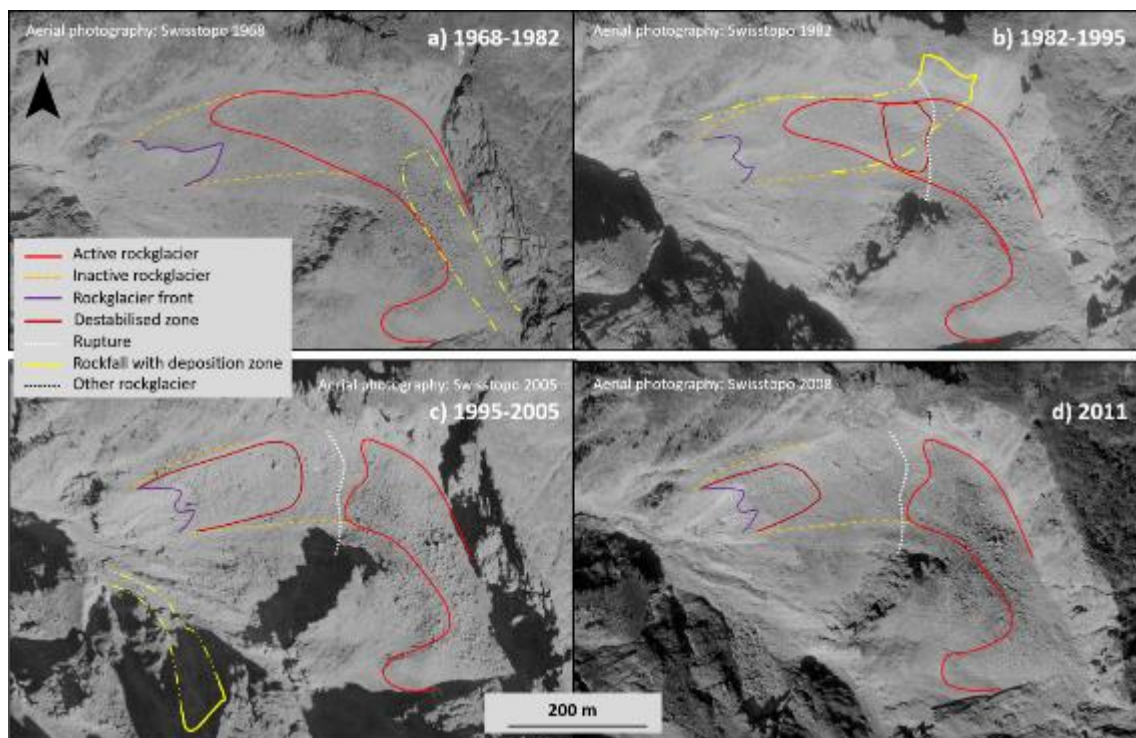 Aerial photography: Swisstopo 1968
a) 1968-1982
N
Aerial photography: Swisstopo 1982
b) 1982-1995
Active rockglacier
Inactive rockglacier
Rockglacier front
Destabilised zone
Rupture
Rockfall with deposition zone
Other rockglacier
Aerial photography: Swisstopo 2005
c) 1995-2005
Aerial photography: Swisstopo 2008
d) 2011
200 m